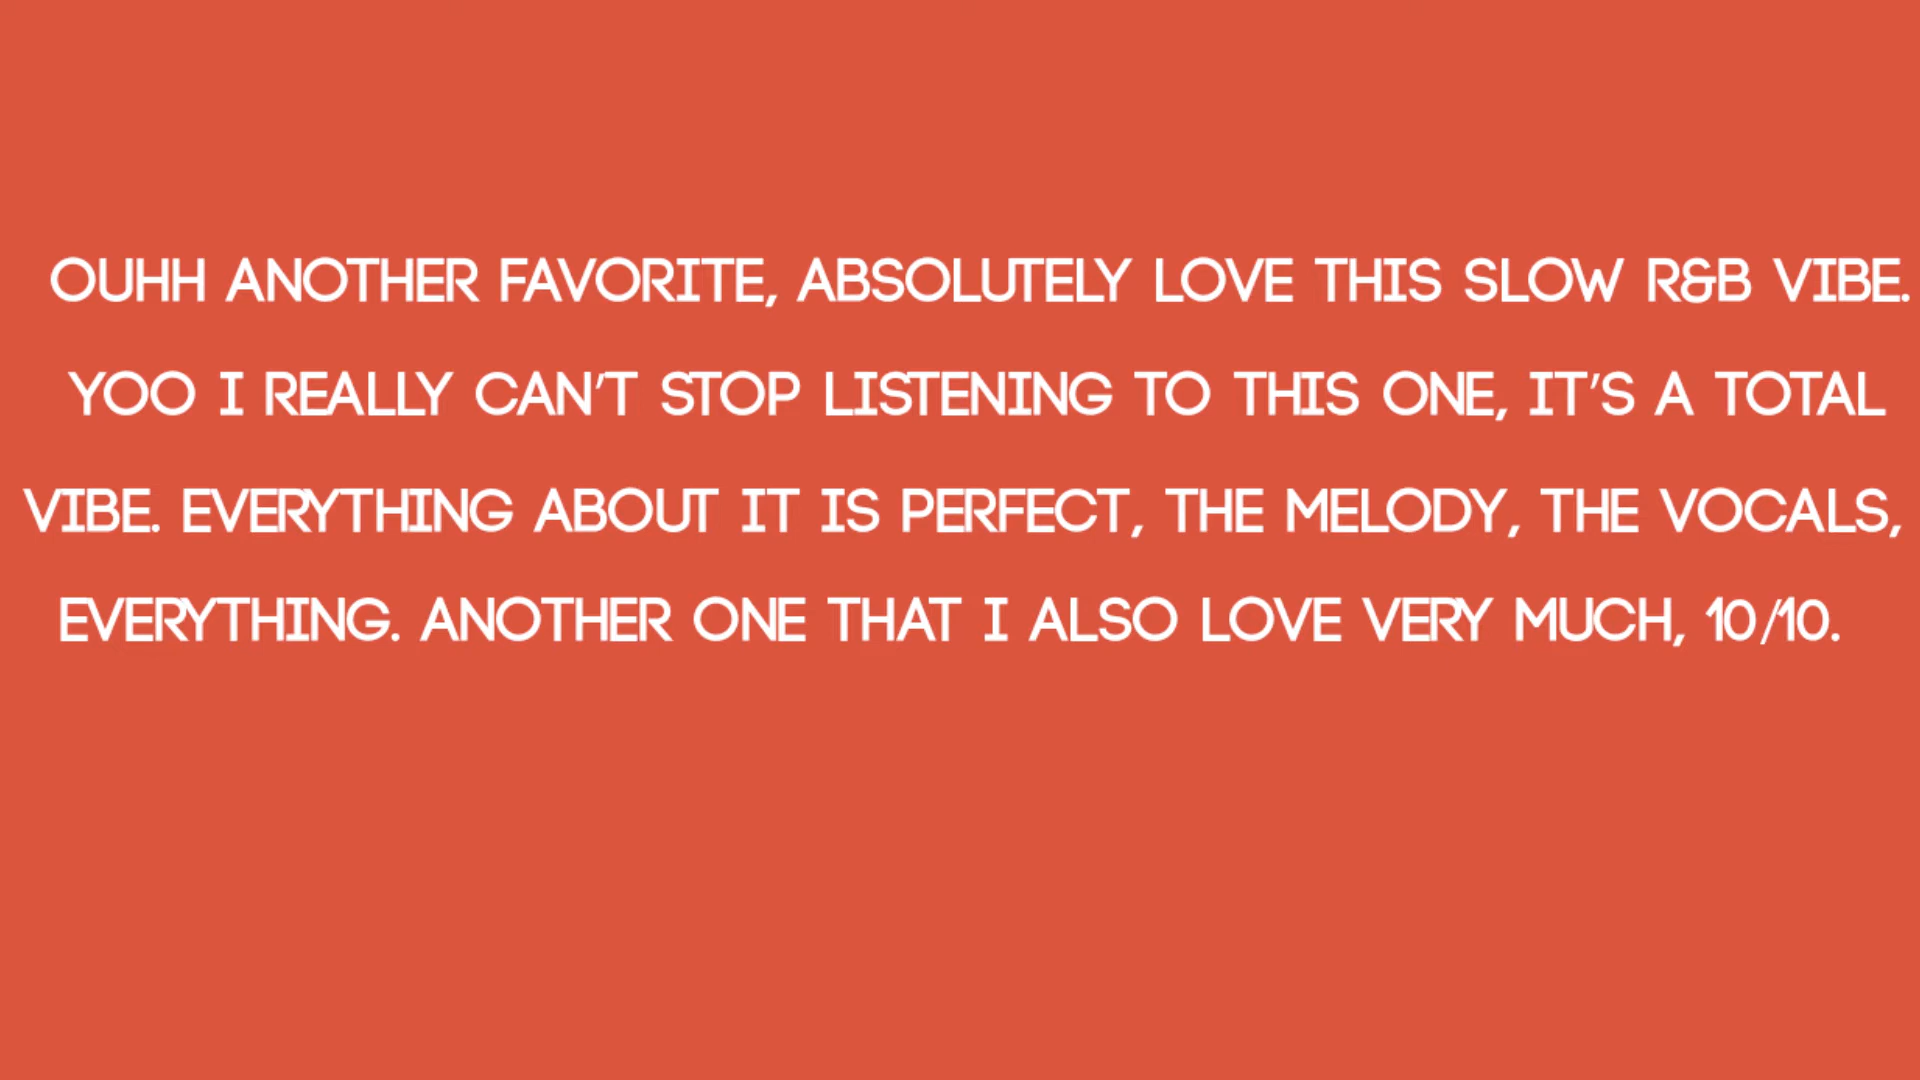 OUHH ANOTHER FAVORITE, ABSOLUTELY LOVE THIS SLOW R&B VIBE.
YOO I REALLY CAN'T STOP LISTENING TO THIS ONE, IT'S A TOTAL
VIBE. EVERYTHING ABOUT IT IS PERFECT, THE MELODY, THE VOCALS,
EVERYTHING. ANOTHER ONE THAT I ALSO LOVE VERY MUCH, 10/10.